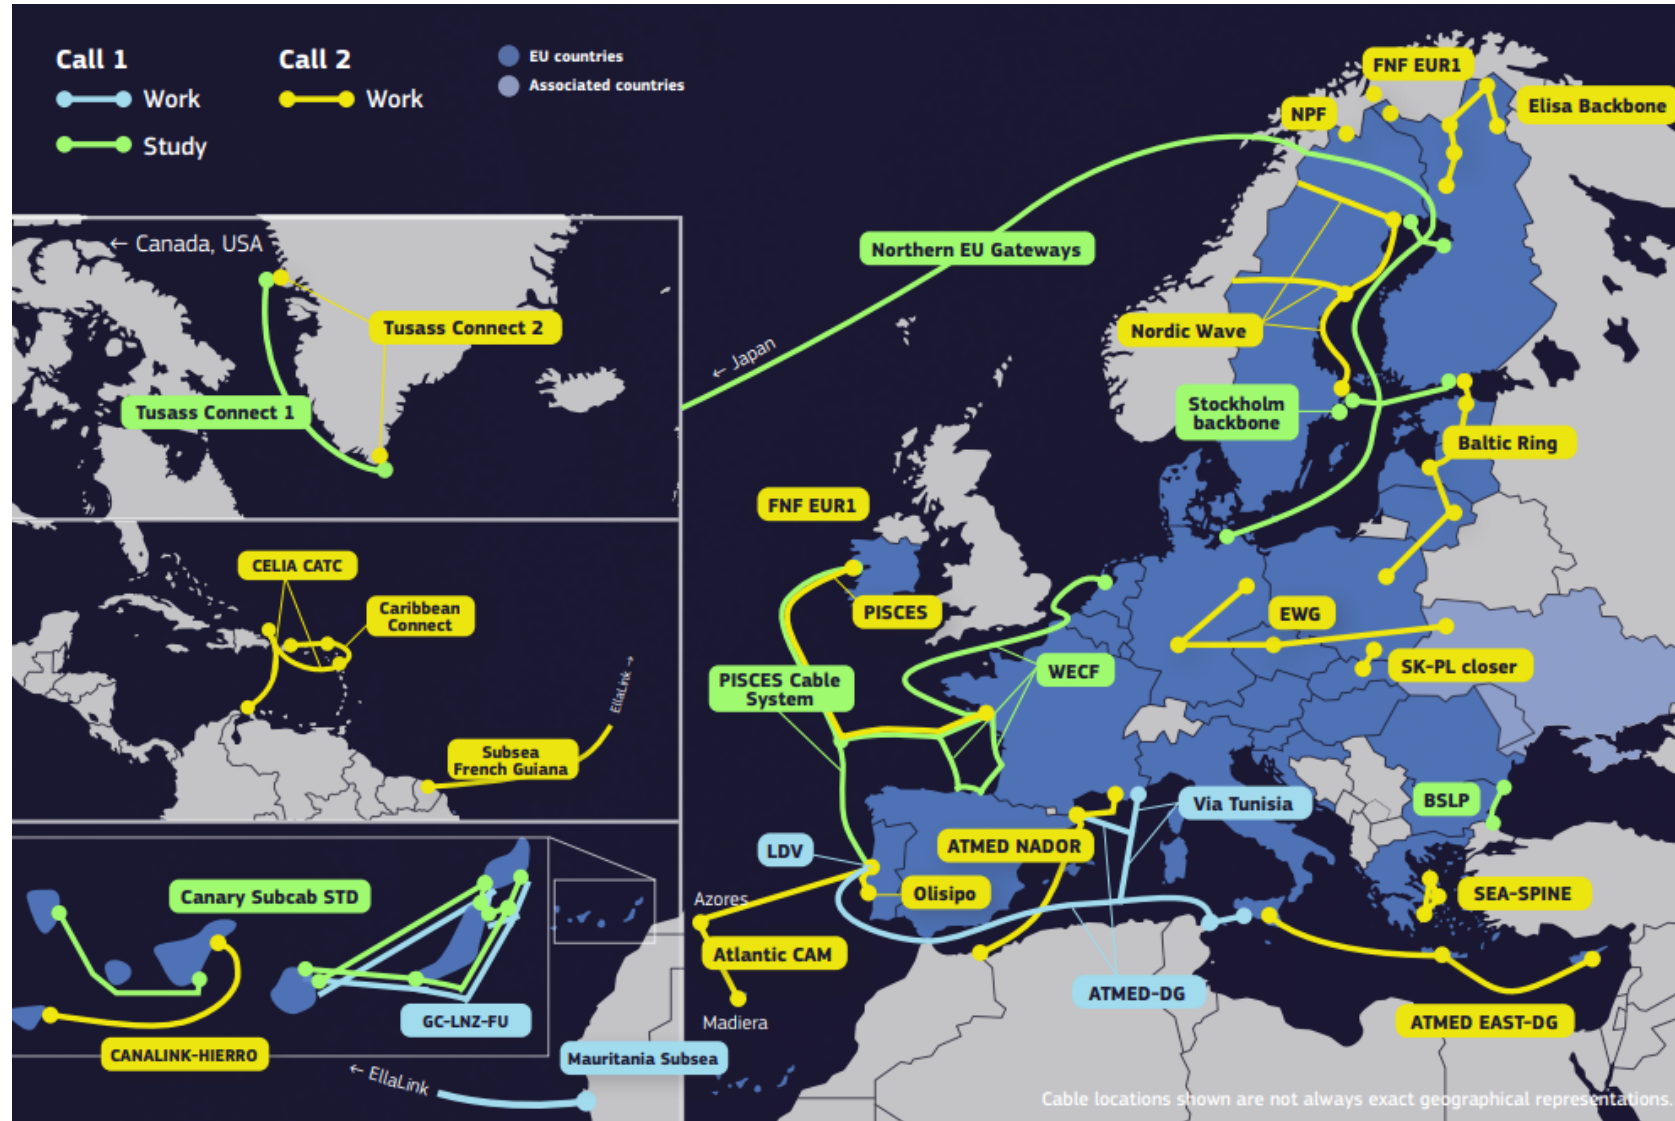 Call 1
Work
Study
Call 2
Work
EU countries
Associated countries
FNF EUR1
NPF
Elisa Backbone
Northern EU Gateways
← Japan
Nordic Wave
Stockholm
backbone
Baltic Ring
← Canada, USA
Tusass Connect 2
Tusass Connect 1
FNF EUR1
PISCES
EWG
SK-PL closer
WECF
PISCES Cable
System
CELIA CATC
Caribbean
Connect
EllaLink →
Subsea
French Guiana
BSLP
Via Tunisia
LDV
ATMED NADOR
Olisipo
SEA-SPINE
Azores
Atlantic CAM
Madiera
ATMED-DG
ATMED EAST-DG
Canary Subcab STD
GC-LNZ-FU
CANALINK-HIERRO
Mauritania Subsea
← EllaLink
Cable locations shown are not always exact geographical representations.